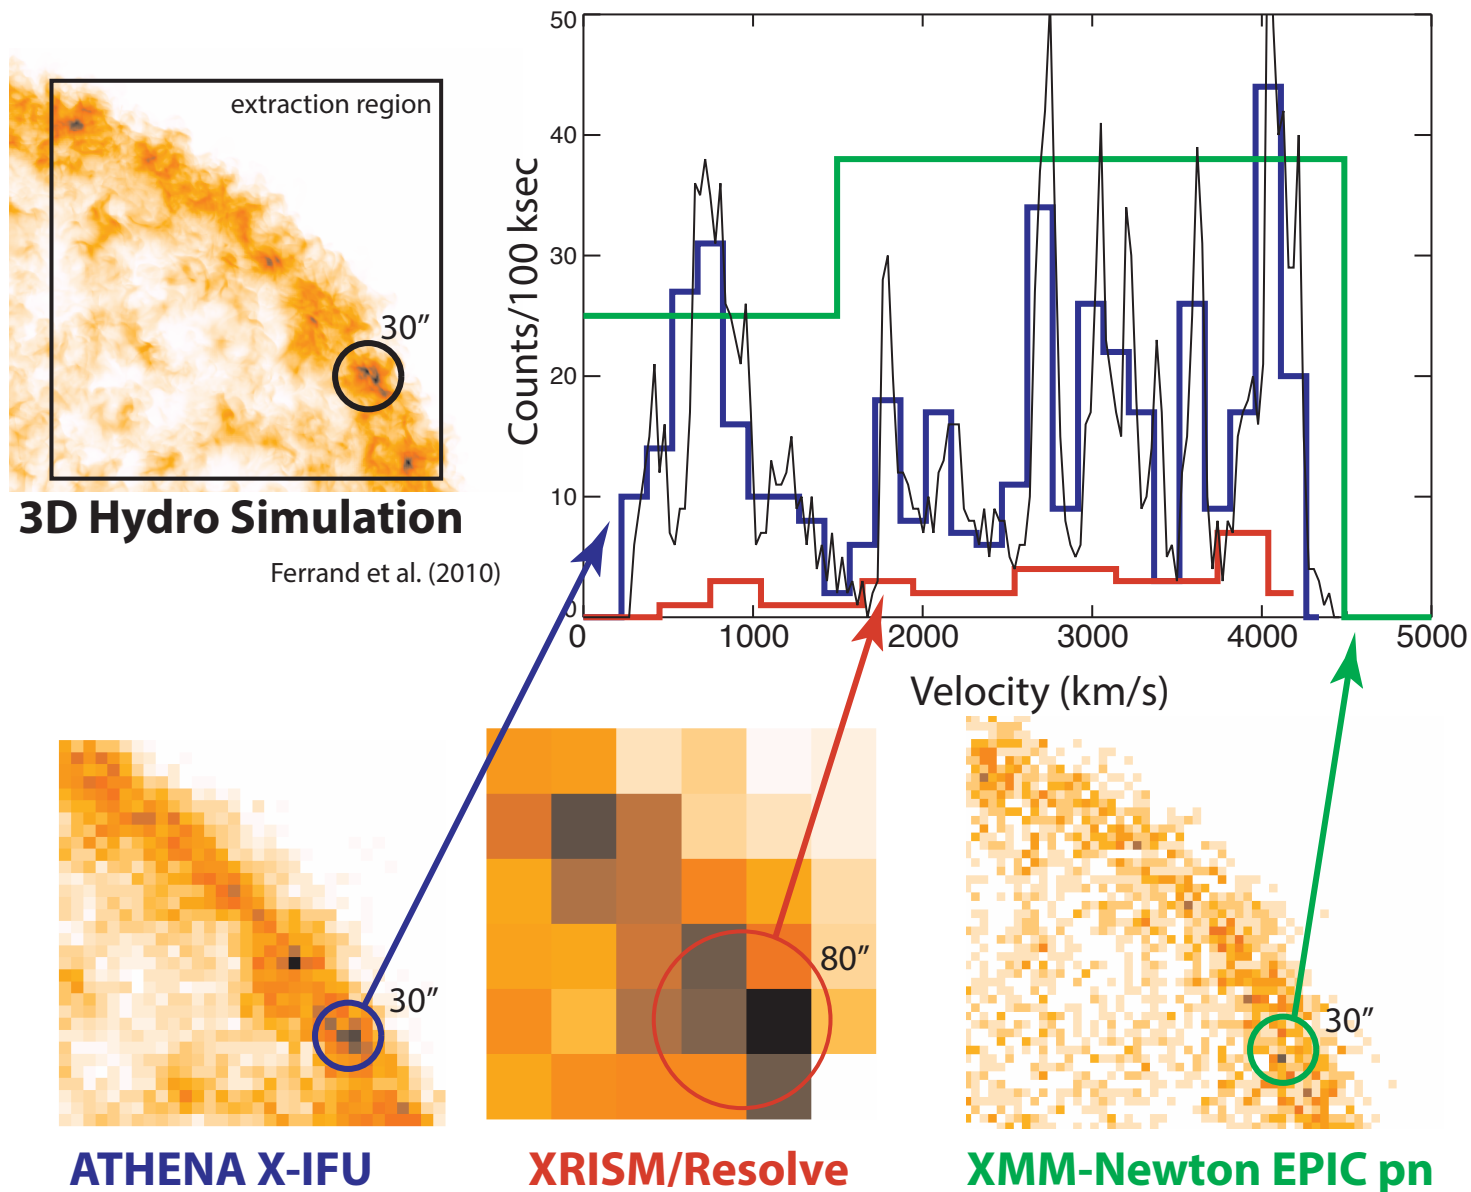 extraction region
30″
3D Hydro Simulation
Ferrand et al. (2010)
Counts/100 ksec
50
40
30
20
10
0
0
1000
2000
3000
4000
5000
Velocity (km/s)
30″
80″
30″
ATHENA X-IFU
XRISM/Resolve
XMM-Newton EPIC pn